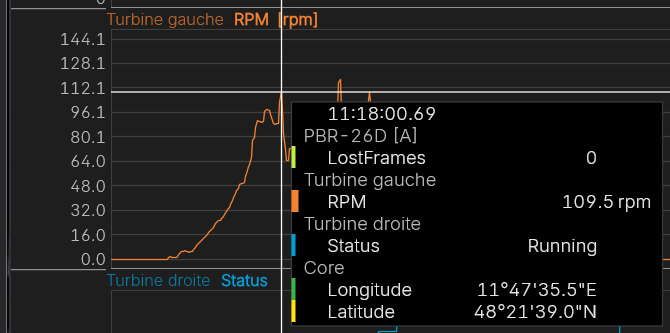 0
Turbine gauche RPM [rpm]
144.1
128.1
112.1
96.1
80.1
64.0
48.0
32.0
16.0
0.0
11:18:00.69
PBR-26D [A]
LostFrames 0
Turbine gauche
RPM 109.5 rpm
Turbine droite
Status Running
Core
Longitude 11°47'35.5"E
Latitude 48°21'39.0"N
Turbine droite Status